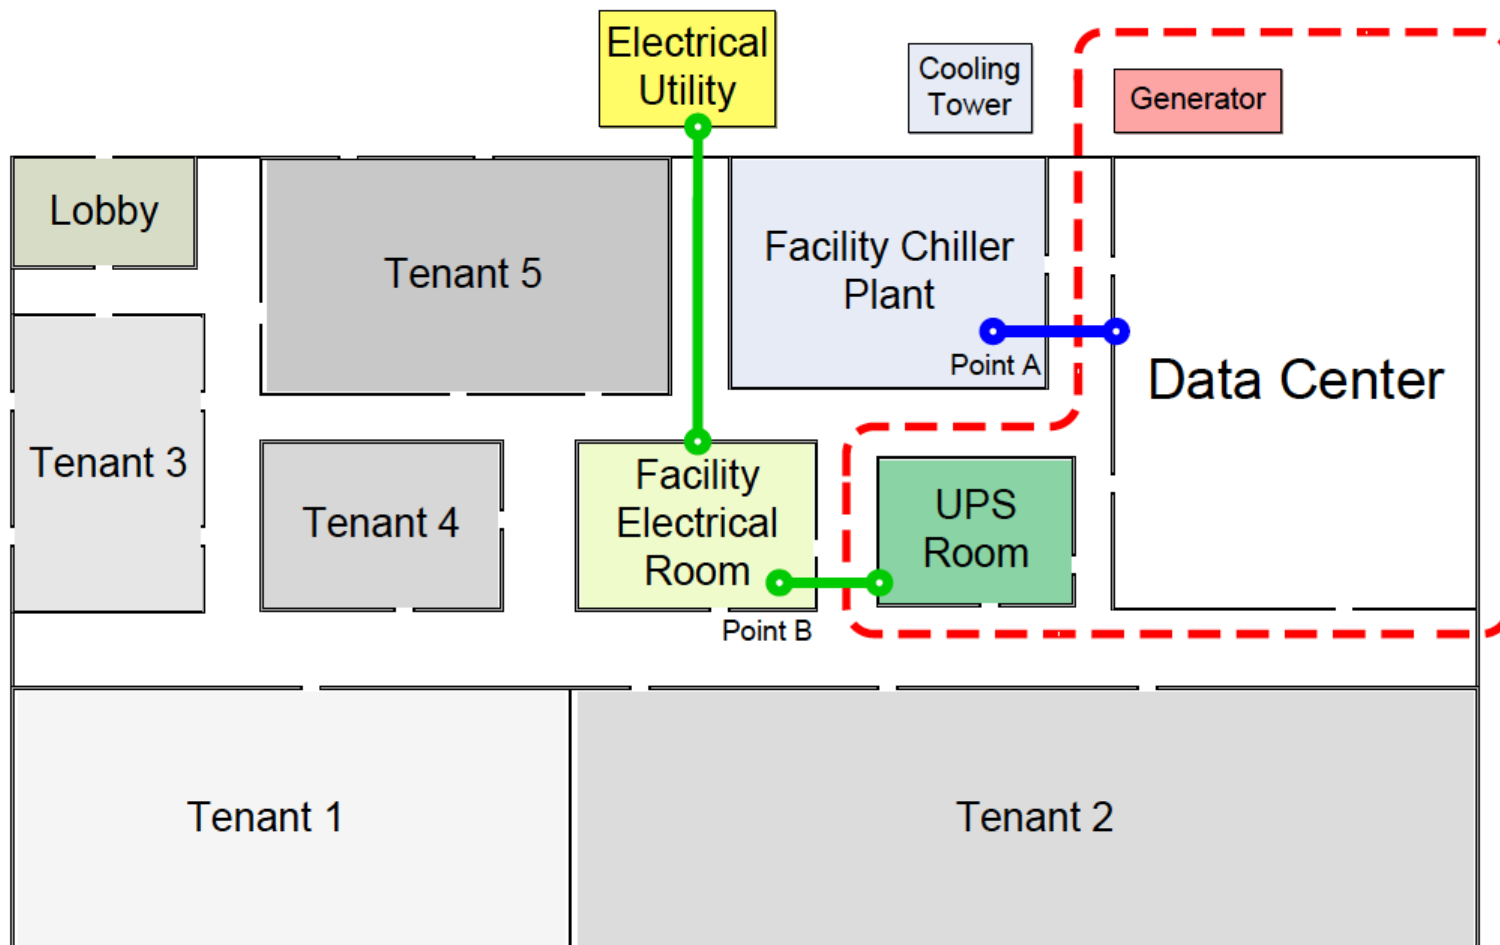 Electrical
Utility
Cooling
Tower
Generator
Lobby
Tenant 5
Facility Chiller
Plant
Point A
Data Center
Tenant 3
Tenant 4
Facility
Electrical
Room
UPS
Room
Point B
Tenant 1
Tenant 2